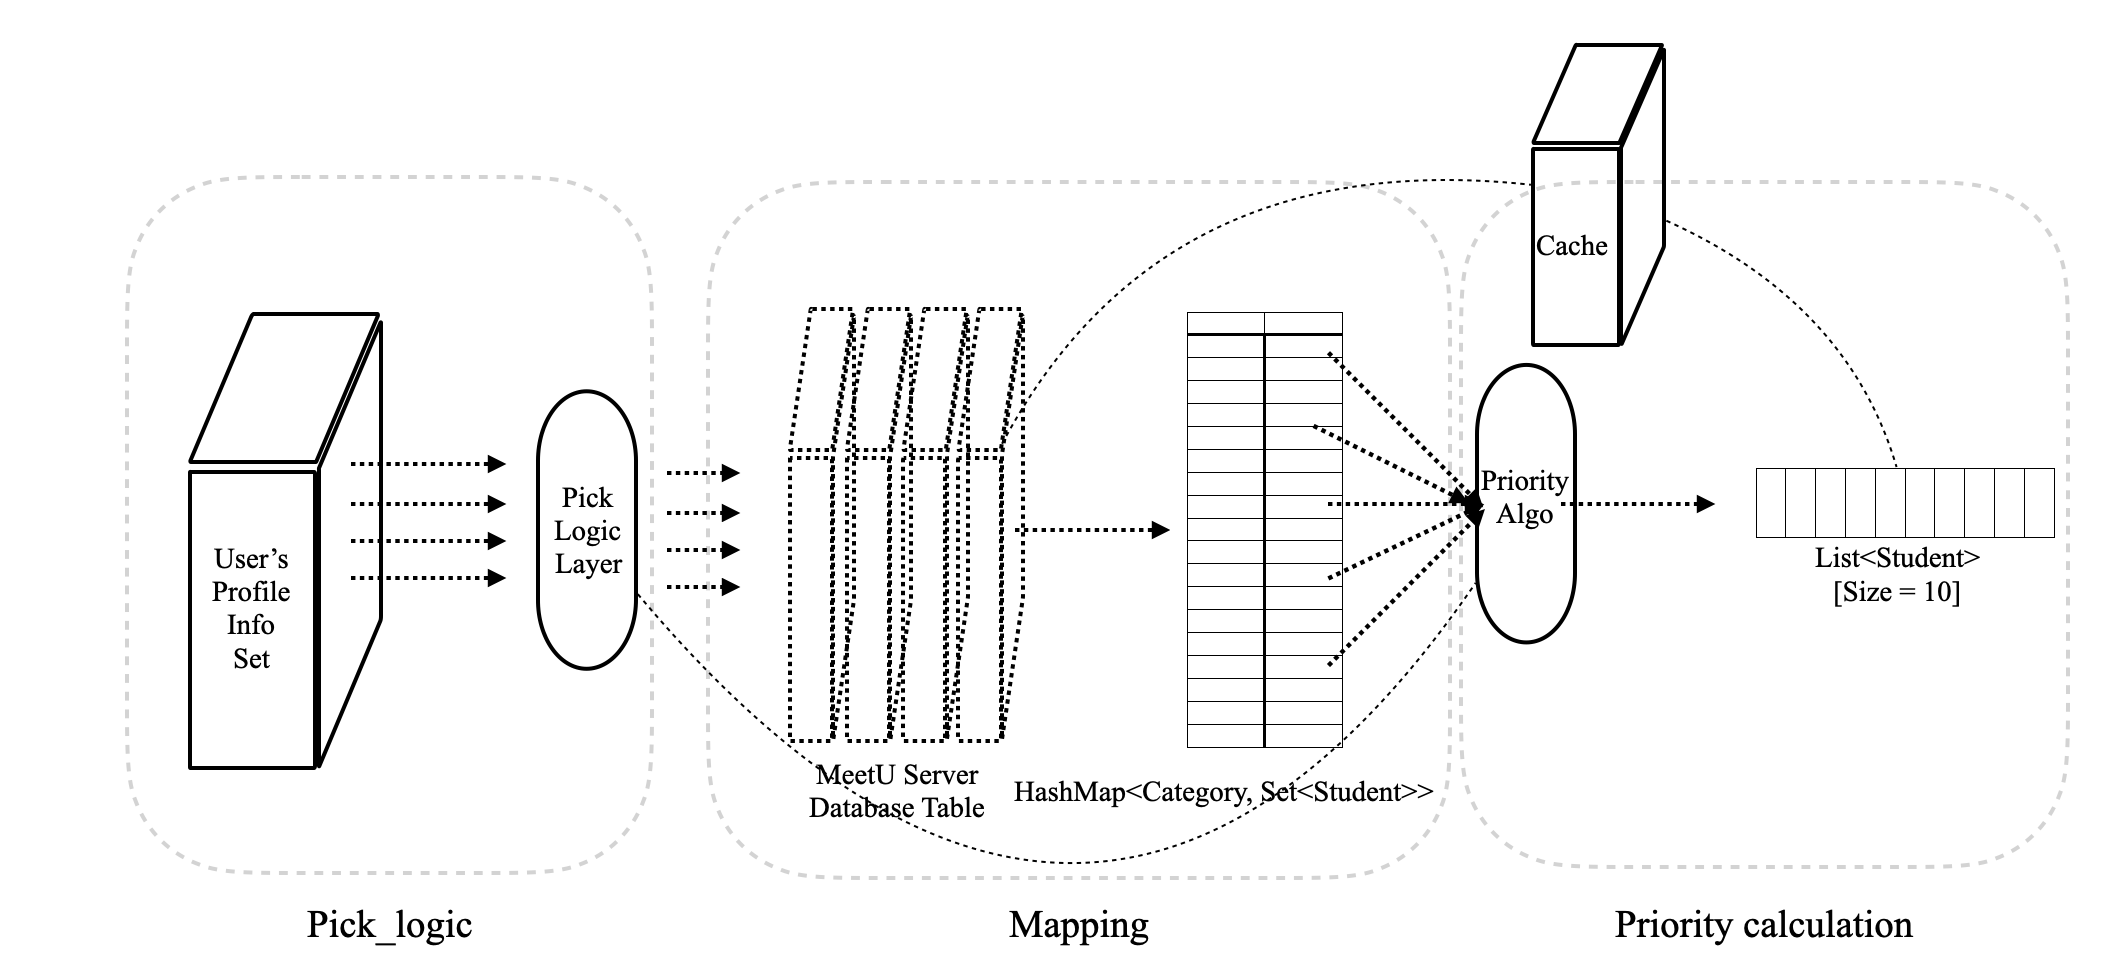 Cache
User’s
Profile
Info
Set
Pick
Logic
Layer
MeetU Server
Database Table
HashMap<Category, Set<Student>>
Priority
Algo
List<Student>
[Size = 10]
Pick_logic
Mapping
Priority calculation